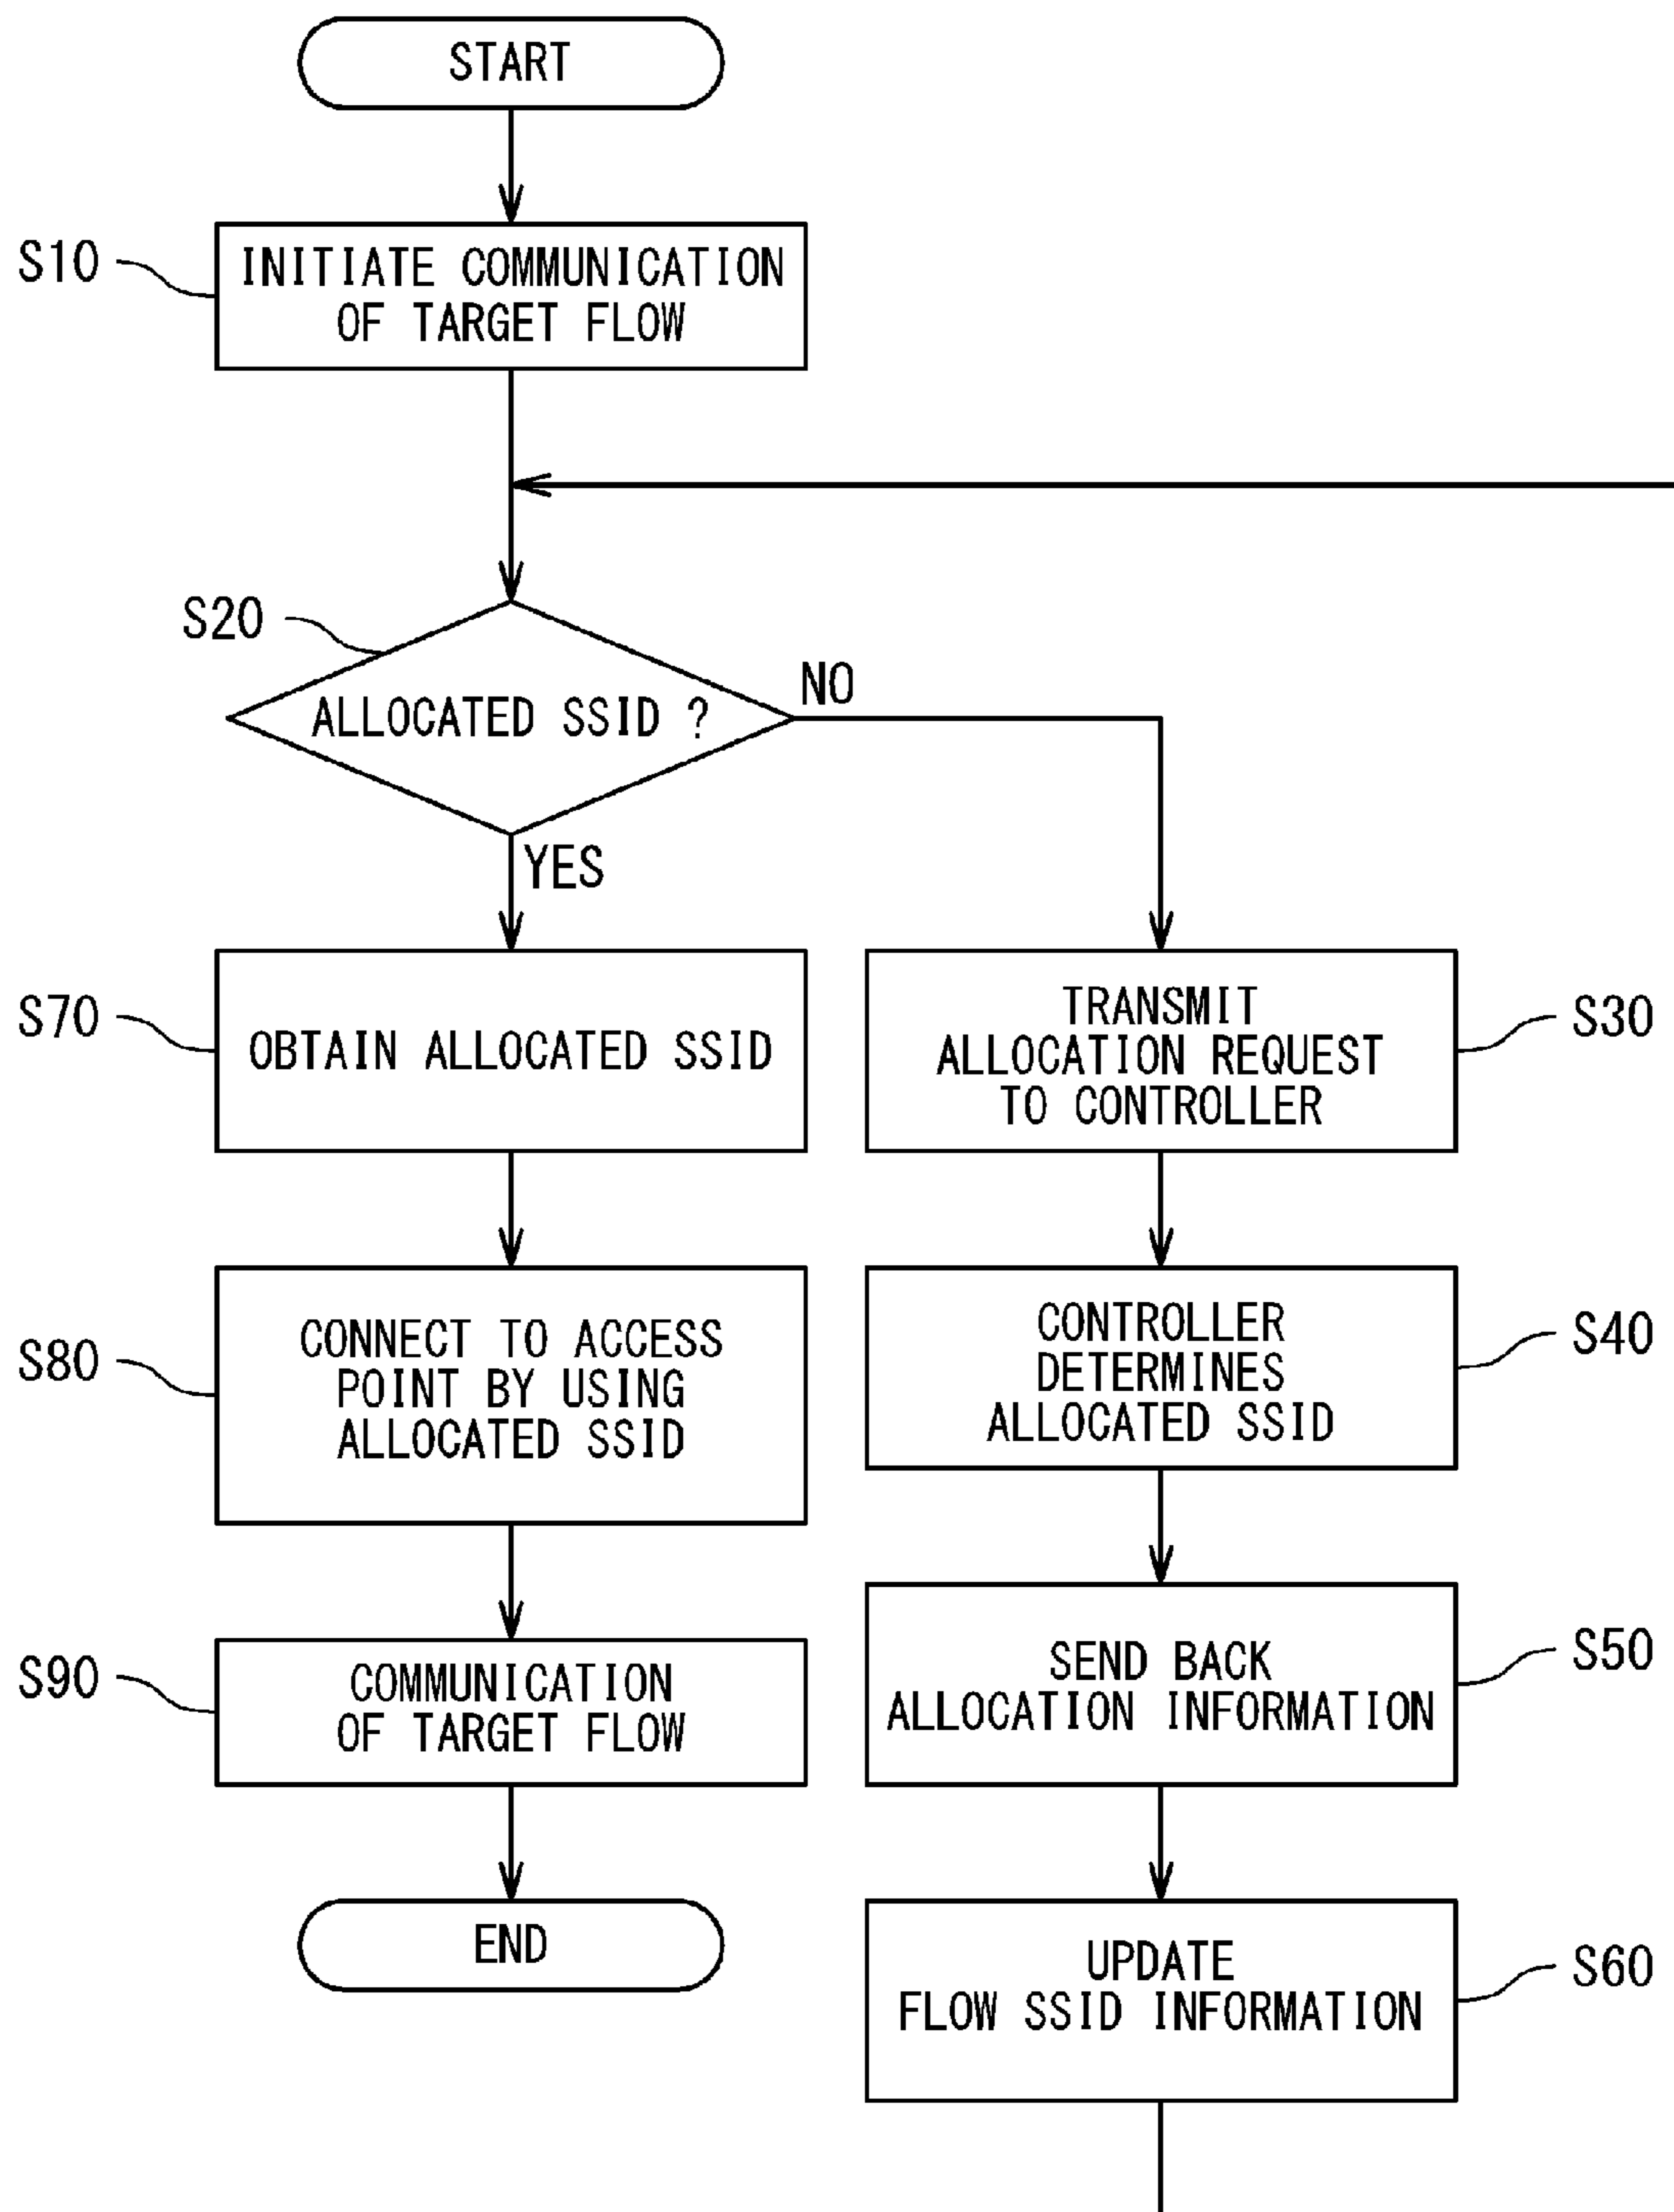 START
S10
INITIATE COMMUNICATION
OF TARGET FLOW
S20
ALLOCATED SSID ?
NO
YES
S70
OBTAIN ALLOCATED SSID
TRANSMIT
ALLOCATION REQUEST
TO CONTROLLER
S30
S80
CONNECT TO ACCESS
POINT BY USING
ALLOCATED SSID
CONTROLLER
DETERMINES
ALLOCATED SSID
S40
S90
COMMUNICATION
OF TARGET FLOW
SEND BACK
ALLOCATION INFORMATION
S50
END
UPDATE
FLOW SSID INFORMATION
S60